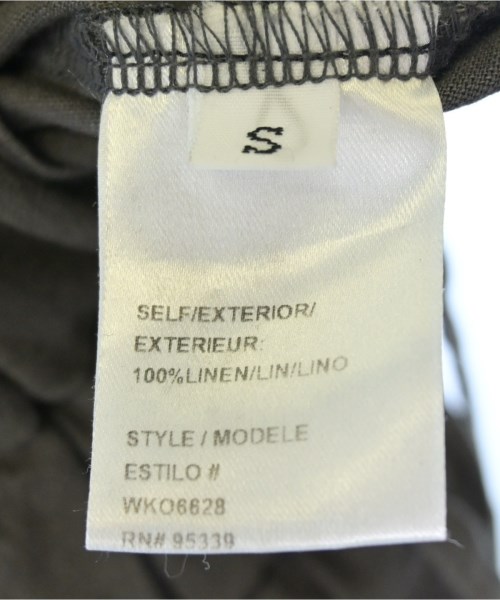 S
SELF/EXTERIOR/
EXTERIEUR:
100%LINEN/LIN/LINO
STYLE / MODELE
ESTILO #
WKO6628
RN# 95339